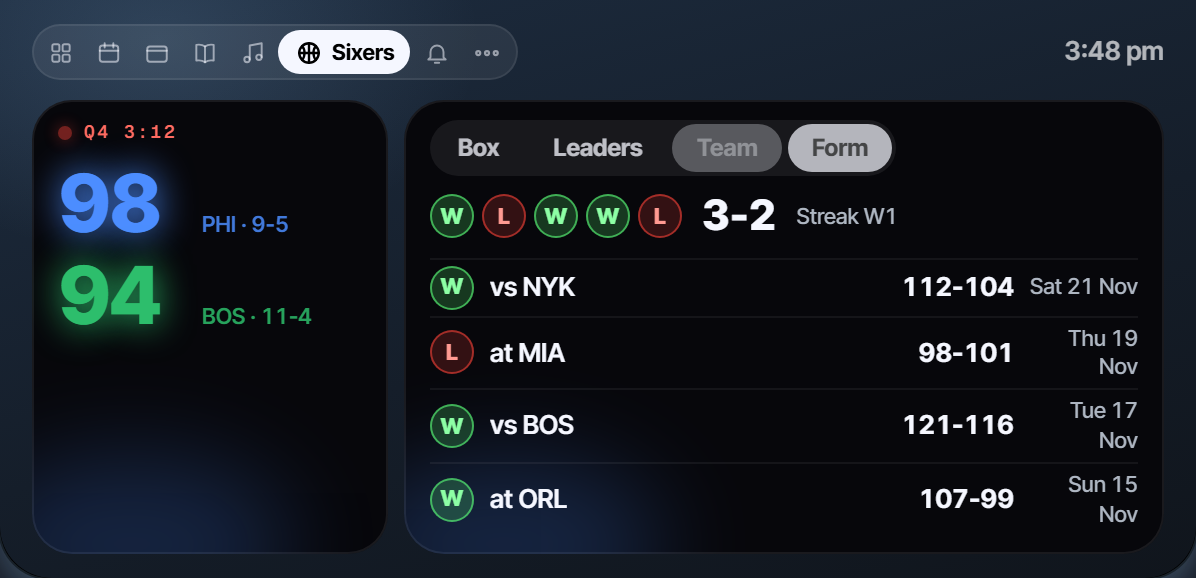 Sixers
3:48 pm
Q4 3:12
98 PHI · 9-5
94 BOS · 11-4
Box Leaders Team Form
W L W W L 3-2 Streak W1
W vs NYK 112-104 Sat 21 Nov
L at MIA 98-101 Thu 19
Nov
W vs BOS 121-116 Tue 17
Nov
W at ORL 107-99 Sun 15
Nov